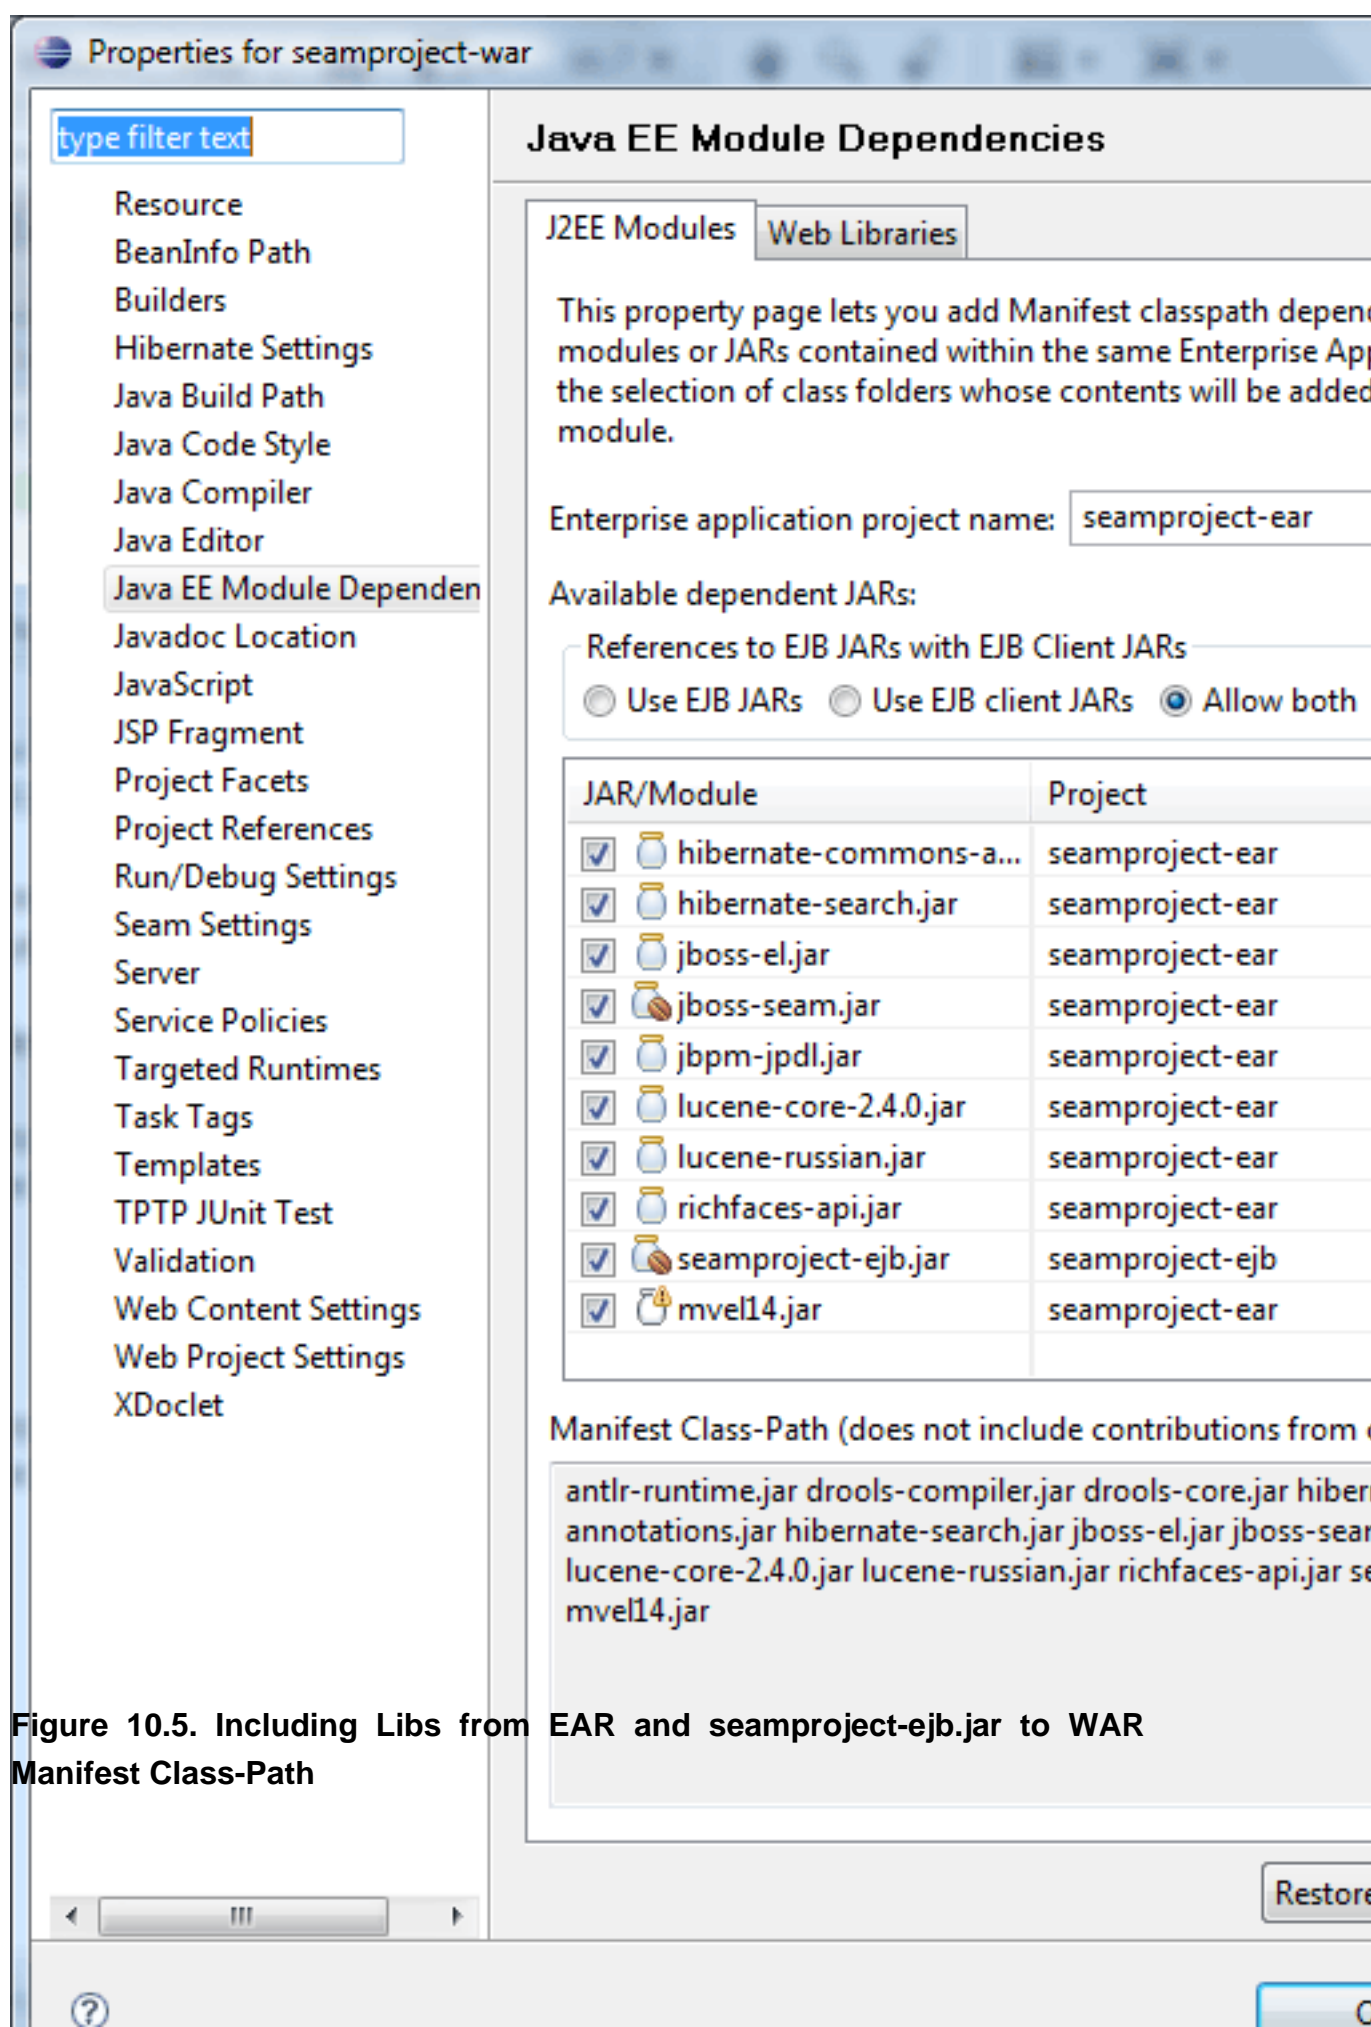 Properties for seamproject-war
type filter text
Resource
BeanInfo Path
Builders
Hibernate Settings
Java Build Path
Java Code Style
Java Compiler
Java Editor
Java EE Module Dependen
Javadoc Location
JavaScript
JSP Fragment
Project Facets
Project References
Run/Debug Settings
Seam Settings
Server
Service Policies
Targeted Runtimes
Task Tags
Templates
TPTP JUnit Test
Validation
Web Content Settings
Web Project Settings
XDoclet
Java EE Module Dependencies
J2EE Modules Web Libraries
This property page lets you add Manifest classpath depend
modules or JARs contained within the same Enterprise App
the selection of class folders whose contents will be added
module.
Enterprise application project name: seamproject-ear
Available dependent JARs:
References to EJB JARs with EJB Client JARs
Use EJB JARs Use EJB client JARs Allow both
JAR/Module Project
hibernate-commons-a... seamproject-ear
hibernate-search.jar seamproject-ear
jboss-el.jar seamproject-ear
jboss-seam.jar seamproject-ear
jbpm-jpdl.jar seamproject-ear
lucene-core-2.4.0.jar seamproject-ear
lucene-russian.jar seamproject-ear
richfaces-api.jar seamproject-ear
seamproject-ejb.jar seamproject-ejb
mvel14.jar seamproject-ear
Manifest Class-Path (does not include contributions from
antlr-runtime.jar drools-compiler.jar drools-core.jar hiber
annotations.jar hibernate-search.jar jboss-el.jar jboss-sea
lucene-core-2.4.0.jar lucene-russian.jar richfaces-api.jar se
mvel14.jar
Figure 10.5. Including Libs from EAR and seamproject-ejb.jar to WAR
Manifest Class-Path
Restore